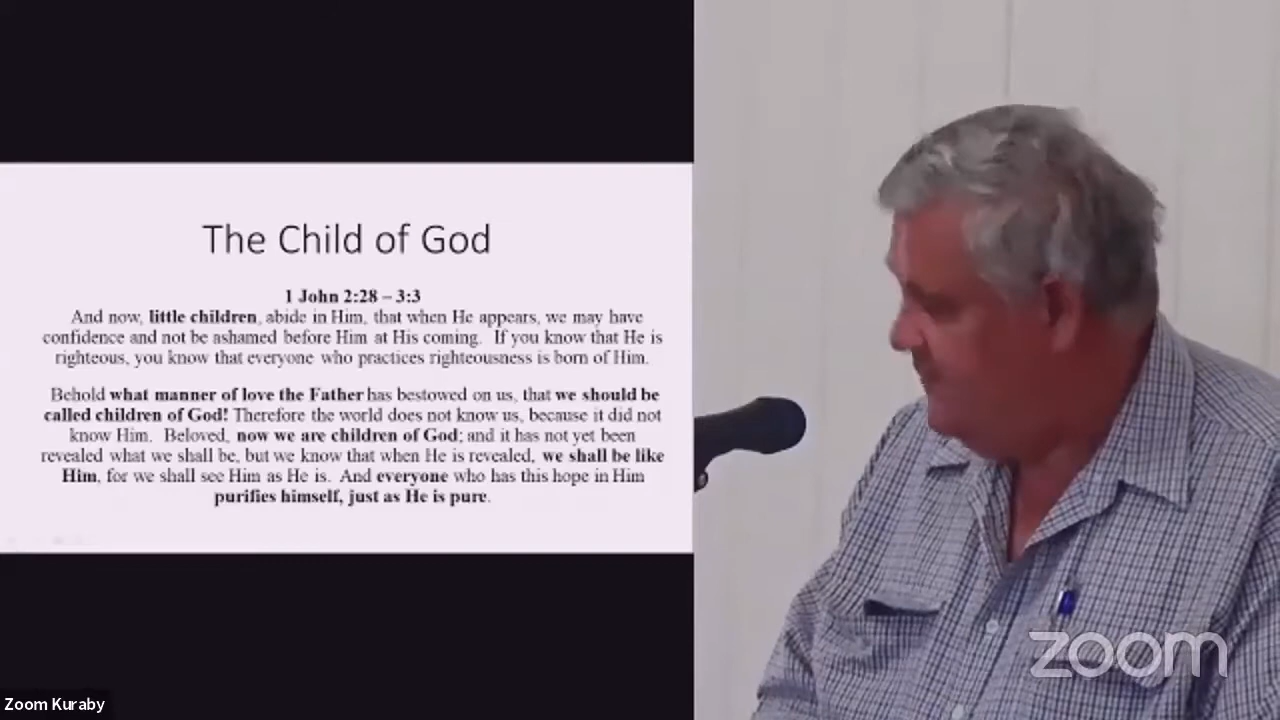 The Child of God
1 John 2:28 – 3:3
And now, little children, abide in Him, that when He appears, we may have
confidence and not be ashamed before Him at His coming. If you know that He is
righteous, you know that everyone who practices righteousness is born of Him.
Behold what manner of love the Father has bestowed on us, that we should be
called children of God! Therefore the world does not know us, because it did not
know Him. Beloved, now we are children of God; and it has not yet been
revealed what we shall be, but we know that when He is revealed, we shall be like
Him, for we shall see Him as He is. And everyone who has this hope in Him
purifies himself, just as He is pure.
zoom
Zoom Kuraby